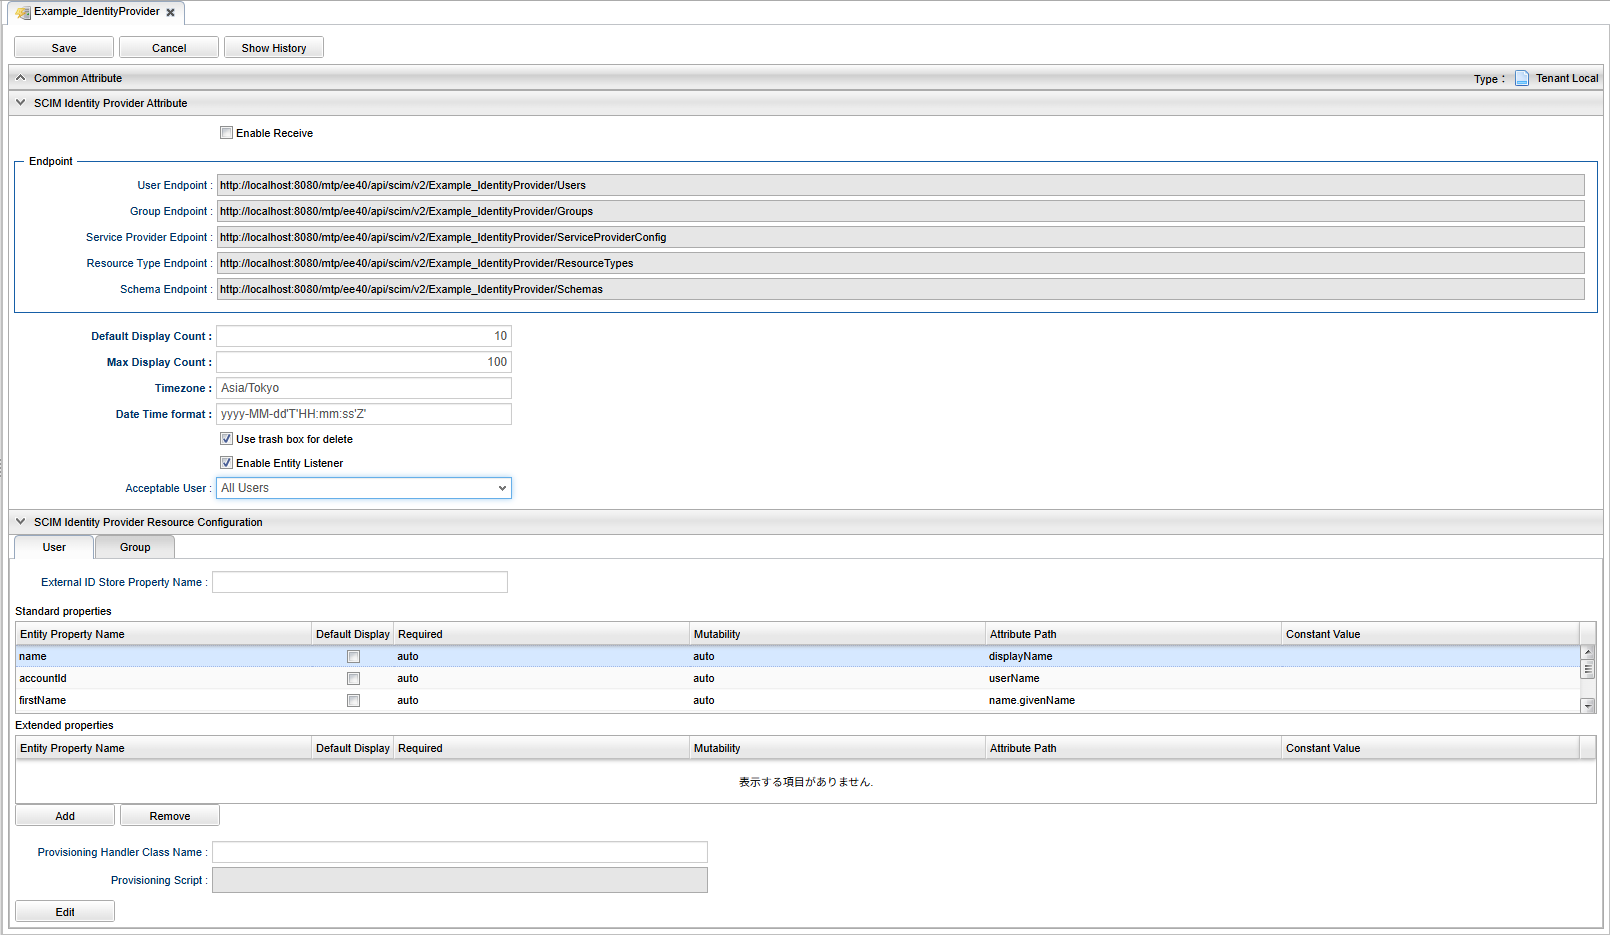 Example_IdentityProvider
Save Cancel Show History
Common Attribute Type : Tenant Local
SCIM Identity Provider Attribute
Enable Receive
Endpoint
User Endpoint : http://localhost:8080/mtp/ee40/api/scim/v2/Example_IdentityProvider/Users
Group Endpoint : http://localhost:8080/mtp/ee40/api/scim/v2/Example_IdentityProvider/Groups
Service Provider Edpoint : http://localhost:8080/mtp/ee40/api/scim/v2/Example_IdentityProvider/ServiceProviderConfig
Resource Type Endpoint : http://localhost:8080/mtp/ee40/api/scim/v2/Example_IdentityProvider/ResourceTypes
Schema Endpoint : http://localhost:8080/mtp/ee40/api/scim/v2/Example_IdentityProvider/Schemas
Default Display Count : 10
Max Display Count : 100
Timezone : Asia/Tokyo
Date Time format : yyyy-MM-dd'T'HH:mm:ss'Z'
Use trash box for delete
Enable Entity Listener
Acceptable User : All Users
SCIM Identity Provider Resource Configuration
User Group
External ID Store Property Name :
Standard properties
Entity Property Name Default Display Required Mutability Attribute Path Constant Value
name auto auto displayName
accountId auto auto userName
firstName auto auto name.givenName
Extended properties
Entity Property Name Default Display Required Mutability Attribute Path Constant Value
表示する項目がありません.
Add Remove
Provisioning Handler Class Name :
Provisioning Script :
Edit